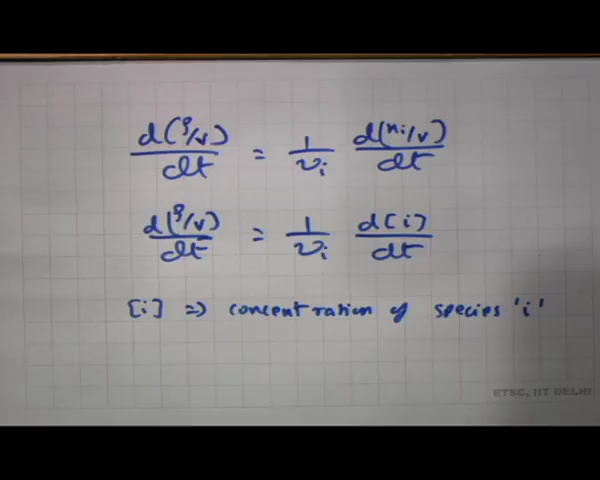 d(ξ/v)/dt = 1/νi d(ni/v)/dt
d(ξ/v)/dt = 1/νi d[i]/dt
[i] ⇒ concentration of species 'i'
ETSC, IIT DELHI